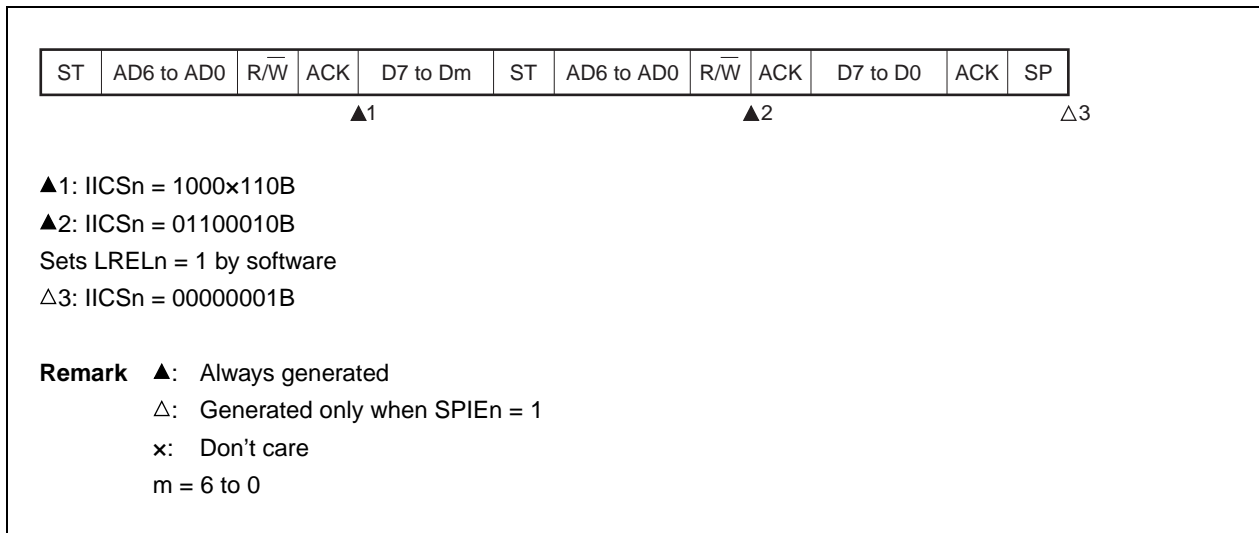 ST AD6 to AD0 R/W̅ ACK D7 to Dm ST AD6 to AD0 R/W̅ ACK D7 to D0 ACK SP
▲1 ▲2 △3
▲1: IICSn = 1000×110B
▲2: IICSn = 01100010B
Sets LRELn = 1 by software
△3: IICSn = 00000001B
Remark ▲: Always generated
△: Generated only when SPIEn = 1
×: Don't care
m = 6 to 0